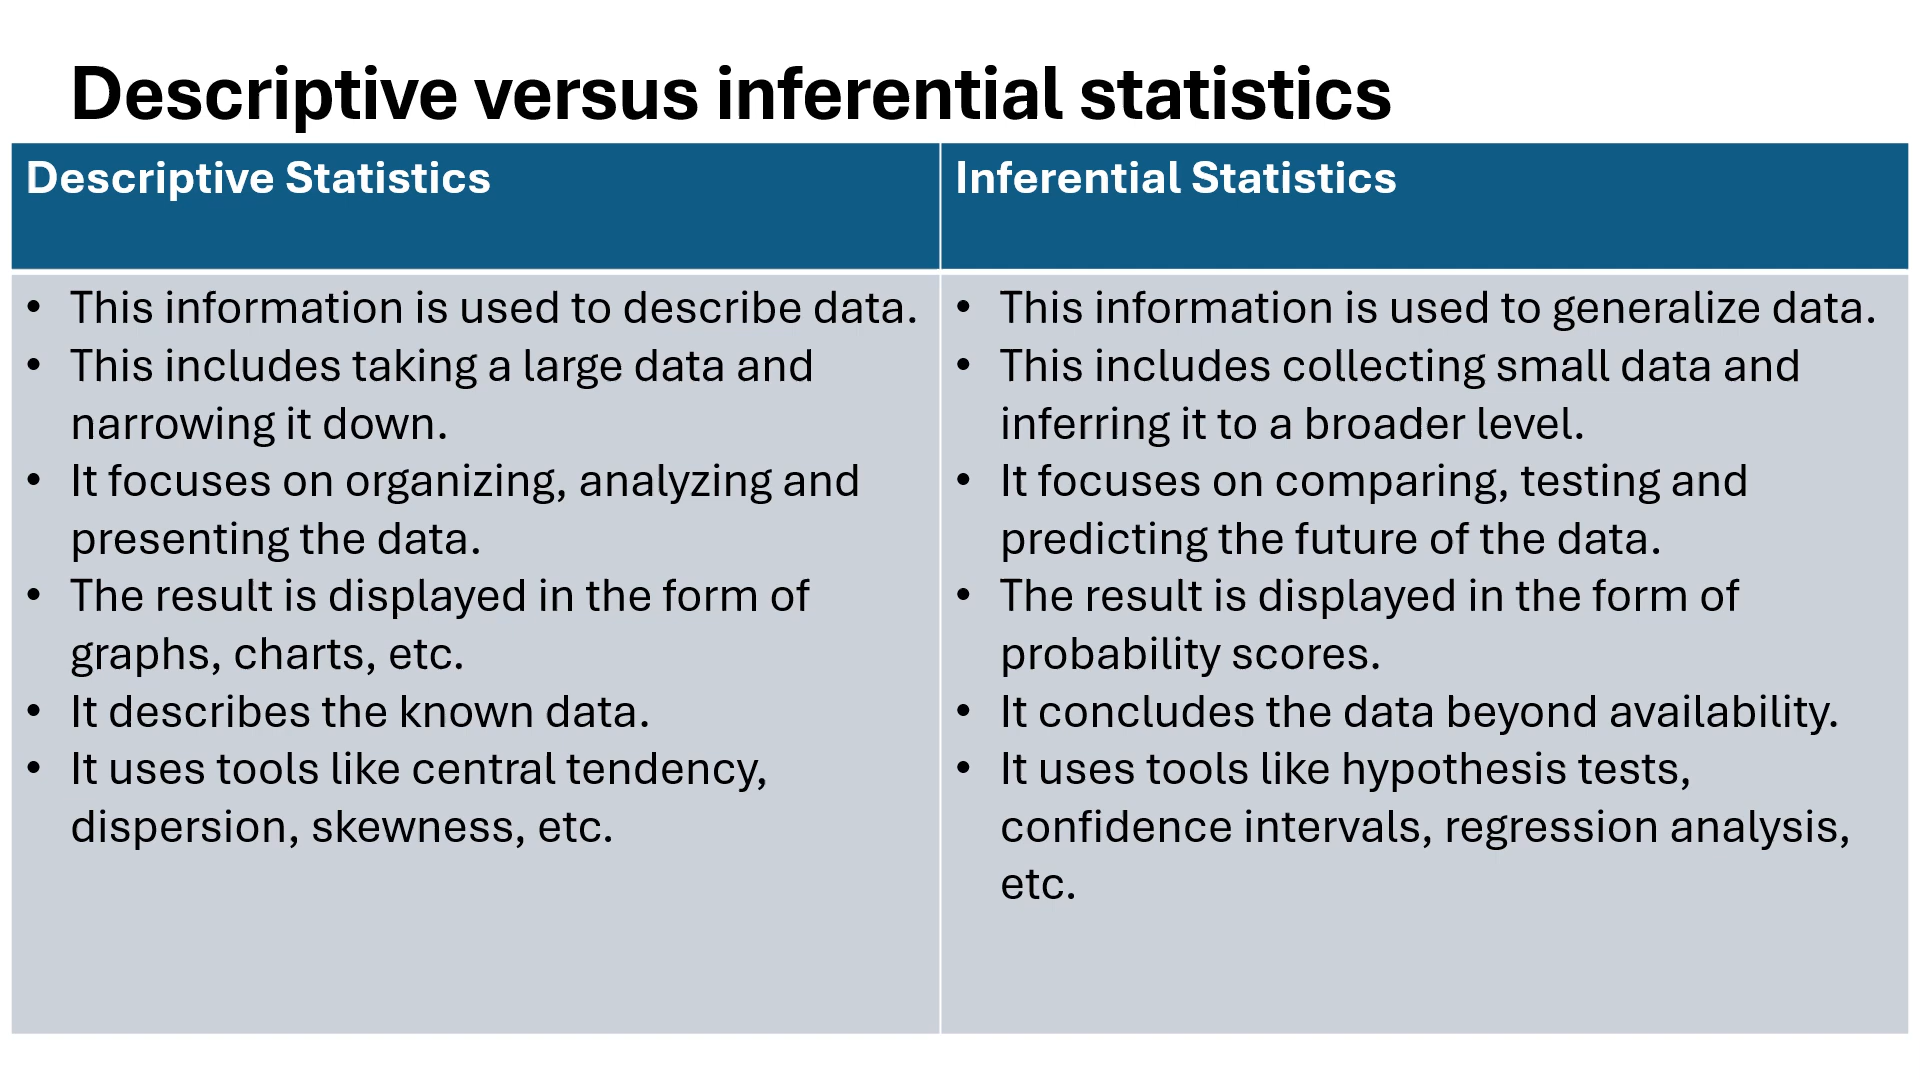 Descriptive versus inferential statistics
Descriptive Statistics
Inferential Statistics
• This information is used to describe data.
• This includes taking a large data and
narrowing it down.
• It focuses on organizing, analyzing and
presenting the data.
• The result is displayed in the form of
graphs, charts, etc.
• It describes the known data.
• It uses tools like central tendency,
dispersion, skewness, etc.
• This information is used to generalize data.
• This includes collecting small data and
inferring it to a broader level.
• It focuses on comparing, testing and
predicting the future of the data.
• The result is displayed in the form of
probability scores.
• It concludes the data beyond availability.
• It uses tools like hypothesis tests,
confidence intervals, regression analysis,
etc.